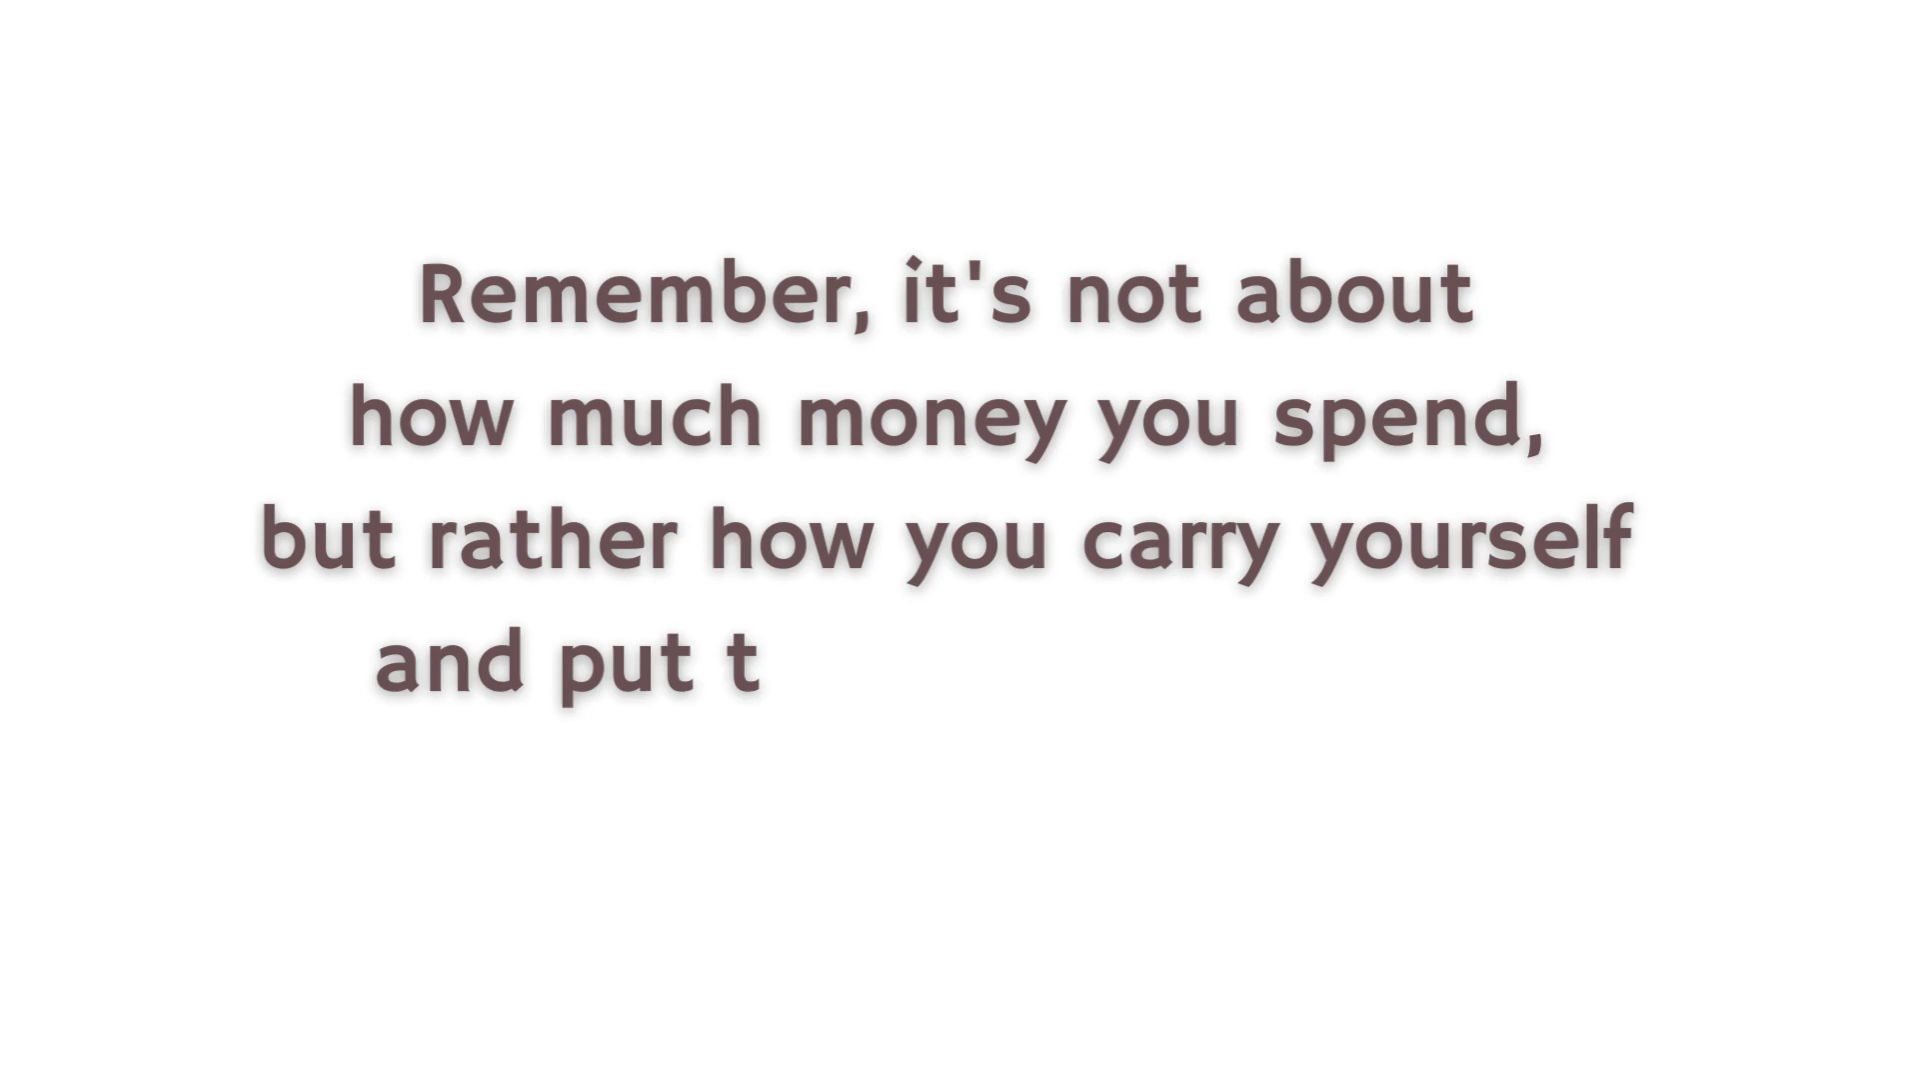 Remember, it's not about
how much money you spend,
but rather how you carry yourself
and put t